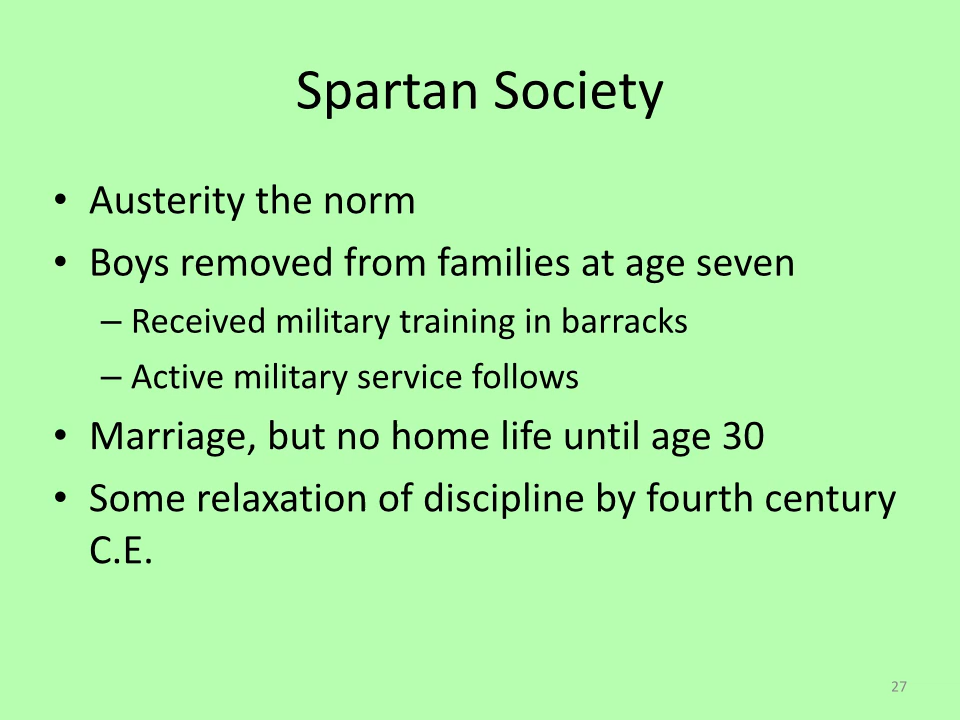 Spartan Society
• Austerity the norm
• Boys removed from families at age seven
– Received military training in barracks
– Active military service follows
• Marriage, but no home life until age 30
• Some relaxation of discipline by fourth century
C.E.
27